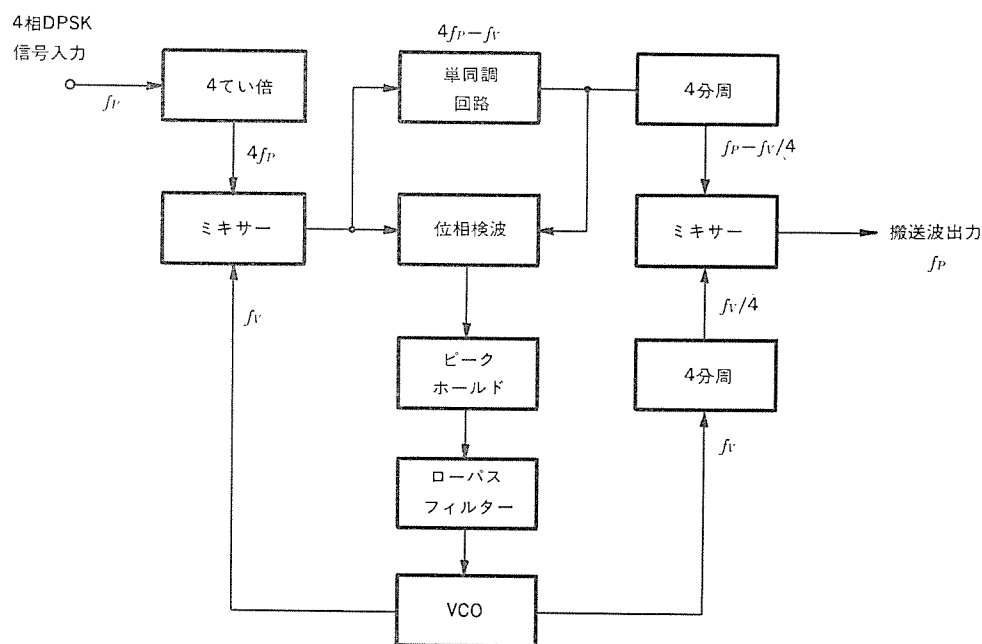 4相DPSK
信号入力
fP
4てい倍
4fP
ミキサー
fV
4fP−fV
単同調
回路
位相検波
ピーク
ホールド
ローパス
フィルター
VCO
4分周
fP−fV/4
ミキサー
搬送波出力
fP
fV/4
4分周
fV